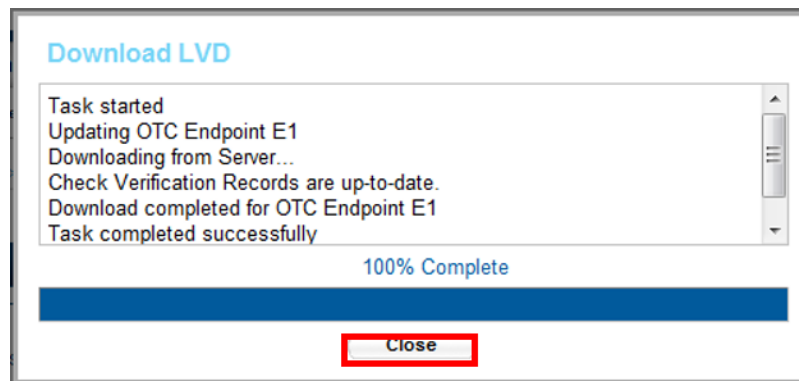 Download LVD
Task started
Updating OTC Endpoint E1
Downloading from Server...
Check Verification Records are up-to-date.
Download completed for OTC Endpoint E1
Task completed successfully
100% Complete
Close